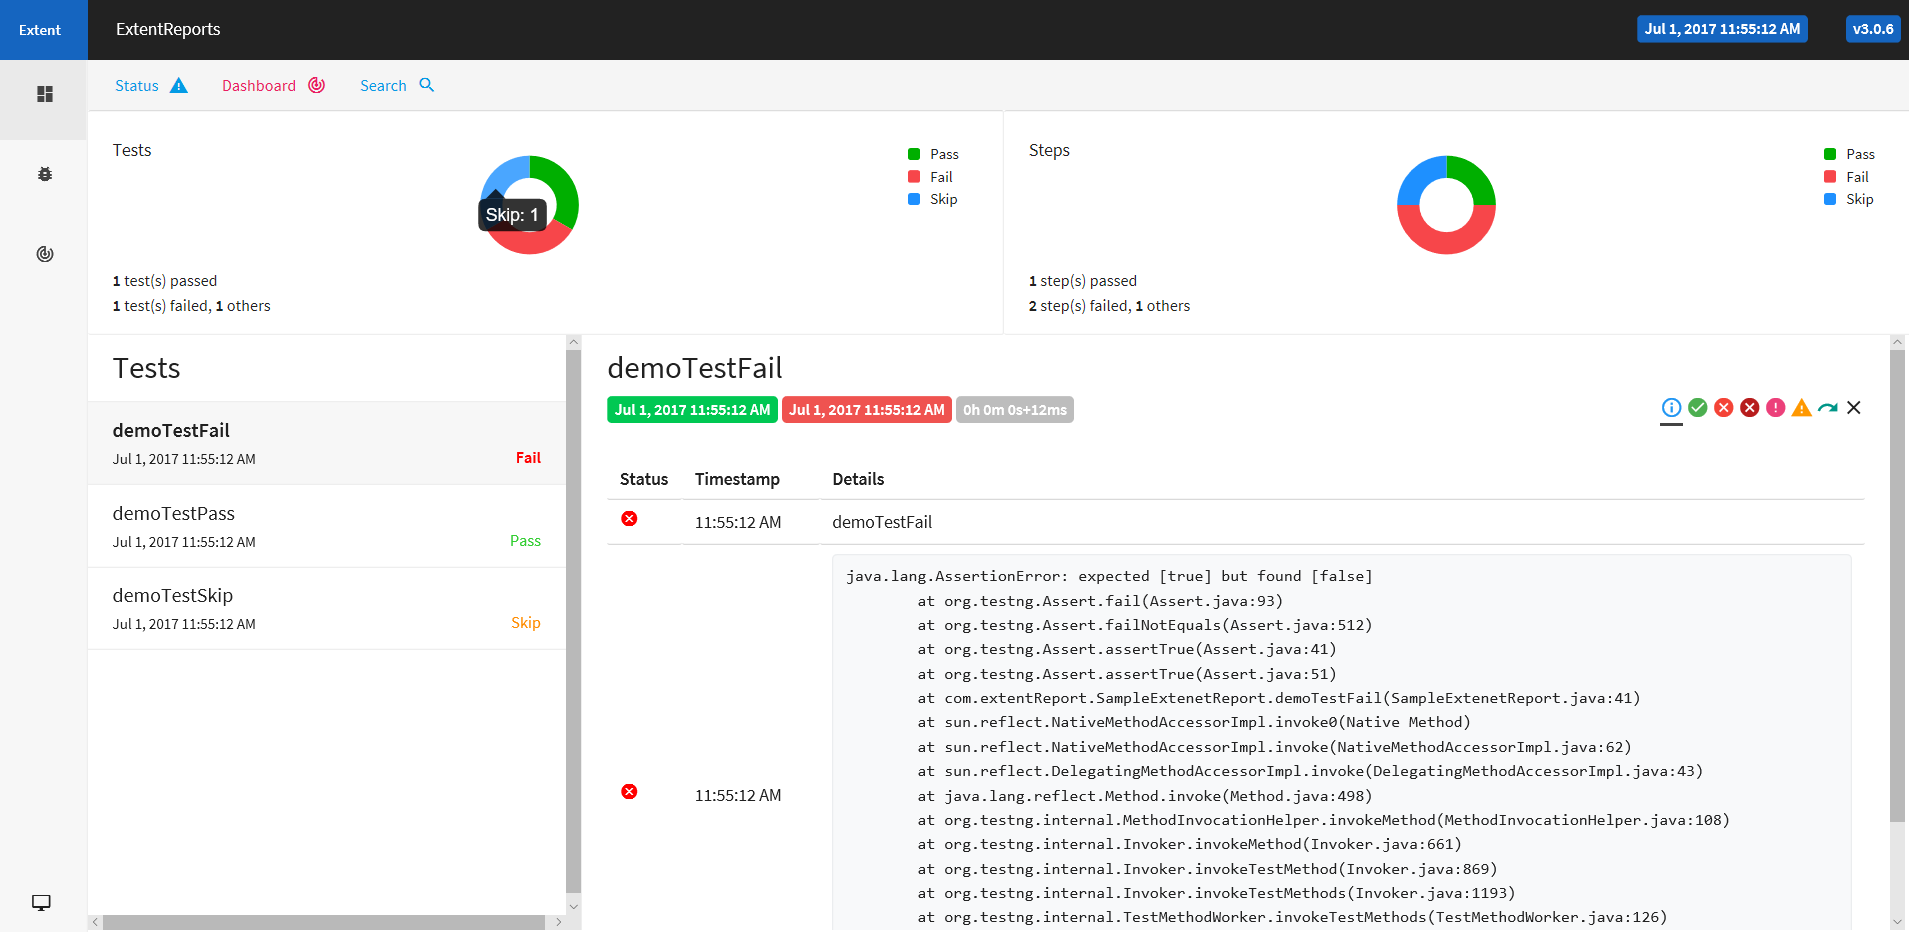 Extent
ExtentReports
Jul 1, 2017 11:55:12 AM
v3.0.6
Status
Dashboard
Search
Tests
Pass
Fail
Skip
Skip: 1
1 test(s) passed
1 test(s) failed, 1 others
Steps
Pass
Fail
Skip
1 step(s) passed
2 step(s) failed, 1 others
Tests
demoTestFail
Jul 1, 2017 11:55:12 AM
Fail
demoTestPass
Jul 1, 2017 11:55:12 AM
Pass
demoTestSkip
Jul 1, 2017 11:55:12 AM
Skip
demoTestFail
Jul 1, 2017 11:55:12 AM Jul 1, 2017 11:55:12 AM 0h 0m 0s+12ms
Status Timestamp Details
11:55:12 AM demoTestFail
11:55:12 AM
java.lang.AssertionError: expected [true] but found [false]
at org.testng.Assert.fail(Assert.java:93)
at org.testng.Assert.failNotEquals(Assert.java:512)
at org.testng.Assert.assertTrue(Assert.java:41)
at org.testng.Assert.assertTrue(Assert.java:51)
at com.extentReport.SampleExtenetReport.demoTestFail(SampleExtenetReport.java:41)
at sun.reflect.NativeMethodAccessorImpl.invoke0(Native Method)
at sun.reflect.NativeMethodAccessorImpl.invoke(NativeMethodAccessorImpl.java:62)
at sun.reflect.DelegatingMethodAccessorImpl.invoke(DelegatingMethodAccessorImpl.java:43)
at java.lang.reflect.Method.invoke(Method.java:498)
at org.testng.internal.MethodInvocationHelper.invokeMethod(MethodInvocationHelper.java:108)
at org.testng.internal.Invoker.invokeMethod(Invoker.java:661)
at org.testng.internal.Invoker.invokeTestMethod(Invoker.java:869)
at org.testng.internal.Invoker.invokeTestMethods(Invoker.java:1193)
at org.testng.internal.TestMethodWorker.invokeTestMethods(TestMethodWorker.java:126)